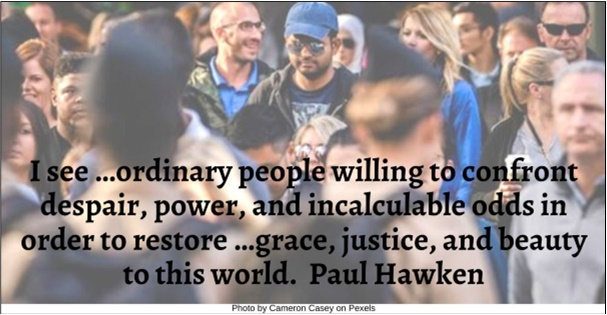 I see ...ordinary people willing to confront
despair, power, and incalculable odds in
order to restore ...grace, justice, and beauty
to this world.  Paul Hawken
Photo by Cameron Casey on Pexels